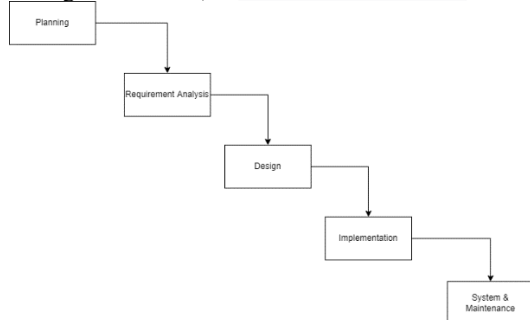 Planning
Requirement Analysis
Design
Implementation
System &
Maintenance